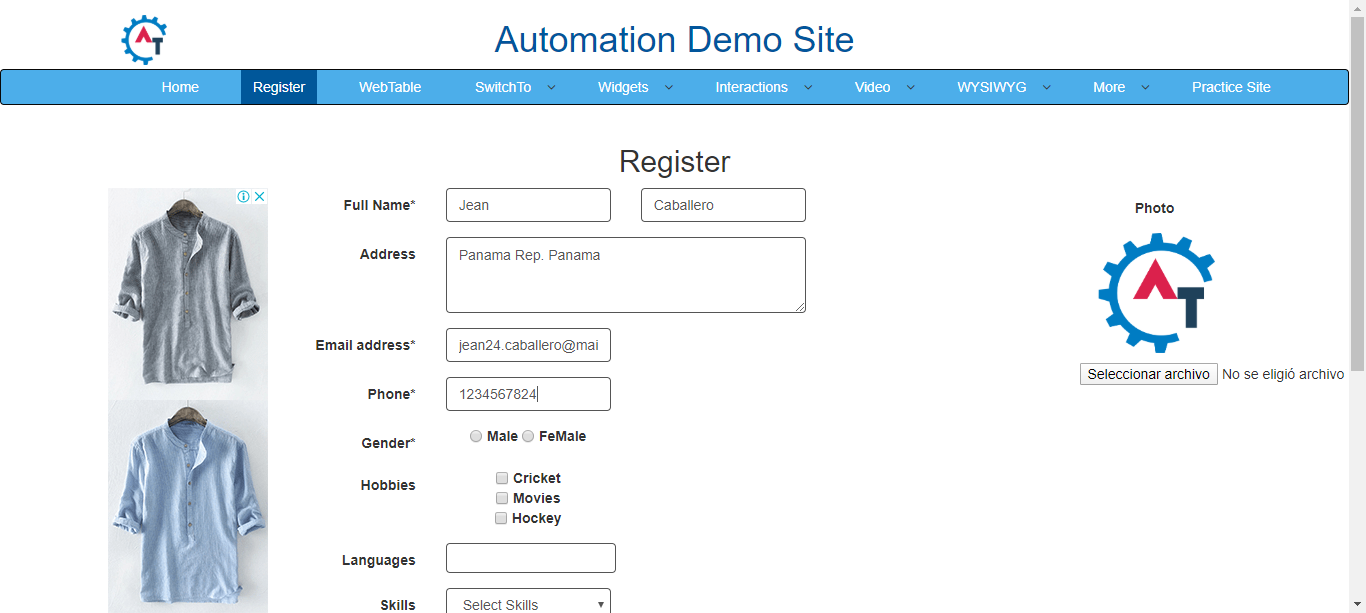 AT
Automation Demo Site
Home Register WebTable SwitchTo Widgets Interactions Video WYSIWYG More Practice Site
Register
Full Name* Jean Caballero
Photo
Address Panama Rep. Panama
AT
Email address* jean24.caballero@mai
Seleccionar archivo No se eligió archivo
Phone* 1234567824
Gender* Male FeMale
Hobbies Cricket
Movies
Hockey
Languages
Skills Select Skills